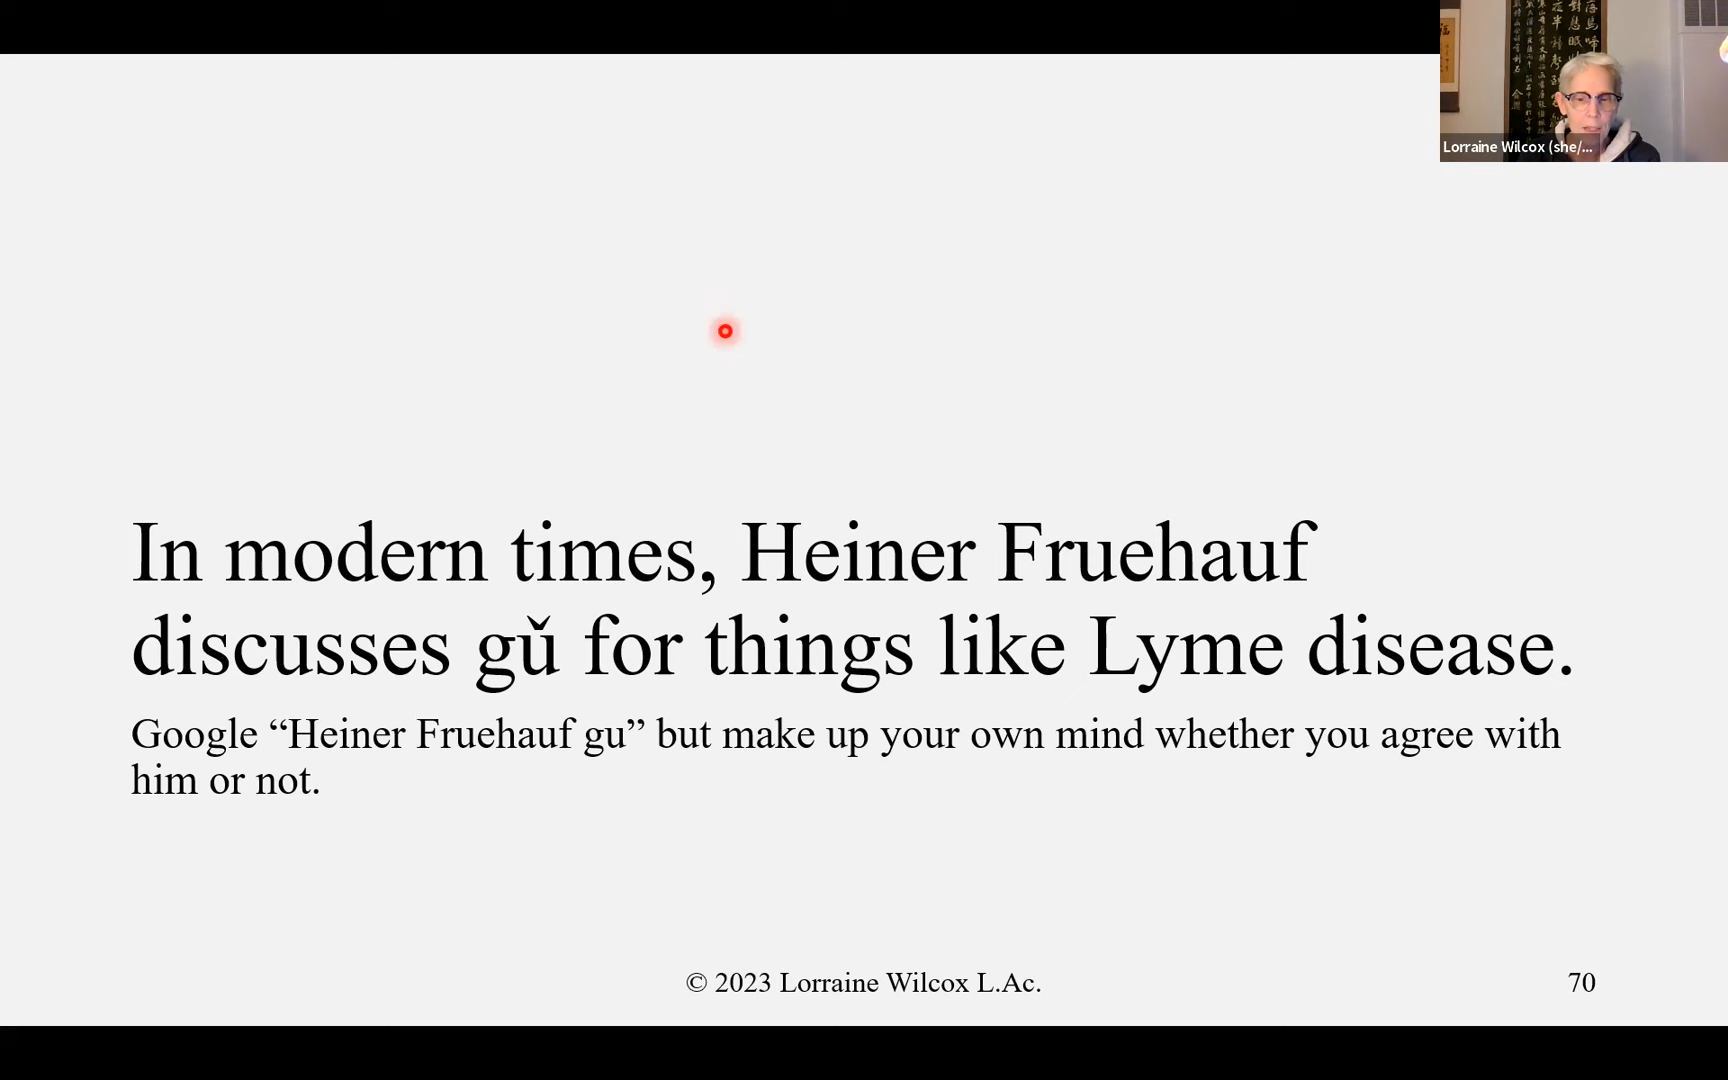 Lorraine Wilcox (she/...
In modern times, Heiner Fruehauf
discusses gǔ for things like Lyme disease.
Google “Heiner Fruehauf gu” but make up your own mind whether you agree with
him or not.
© 2023 Lorraine Wilcox L.Ac.
70